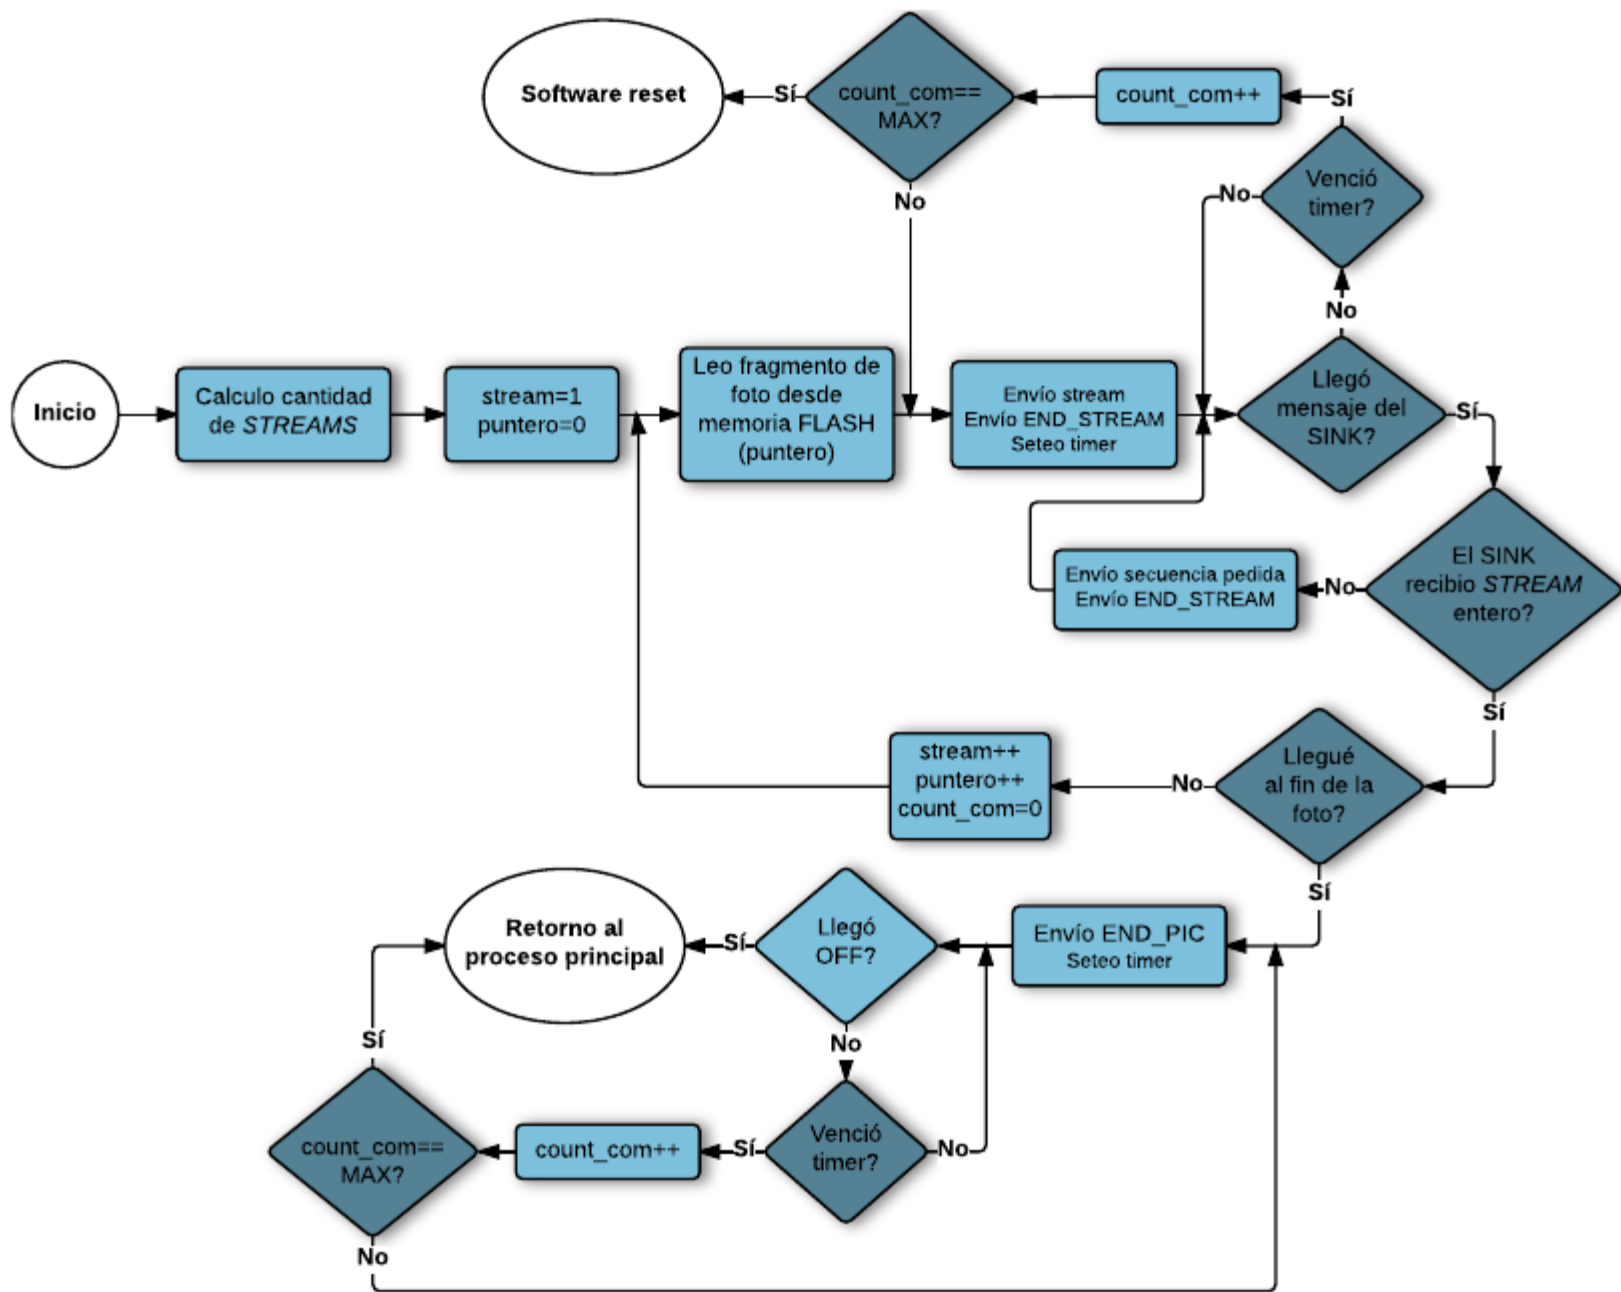 Software reset
Sí
count_com==
MAX?
count_com++
Sí
No
No
Venció
timer?
No
Inicio
Calculo cantidad
de STREAMS
stream=1
puntero=0
Leo fragmento de
foto desde
memoria FLASH
(puntero)
Envío stream
Envío END_STREAM
Seteo timer
Llegó
mensaje del
SINK?
Sí
Envío secuencia pedida
Envío END_STREAM
No
El SINK
recibio STREAM
entero?
Sí
stream++
puntero++
count_com=0
No
Llegué
al fin de la
foto?
Sí
Retorno al
proceso principal
Sí
Llegó
OFF?
Envío END_PIC
Seteo timer
No
Sí
count_com==
MAX?
count_com++
Sí
Venció
timer?
No
No